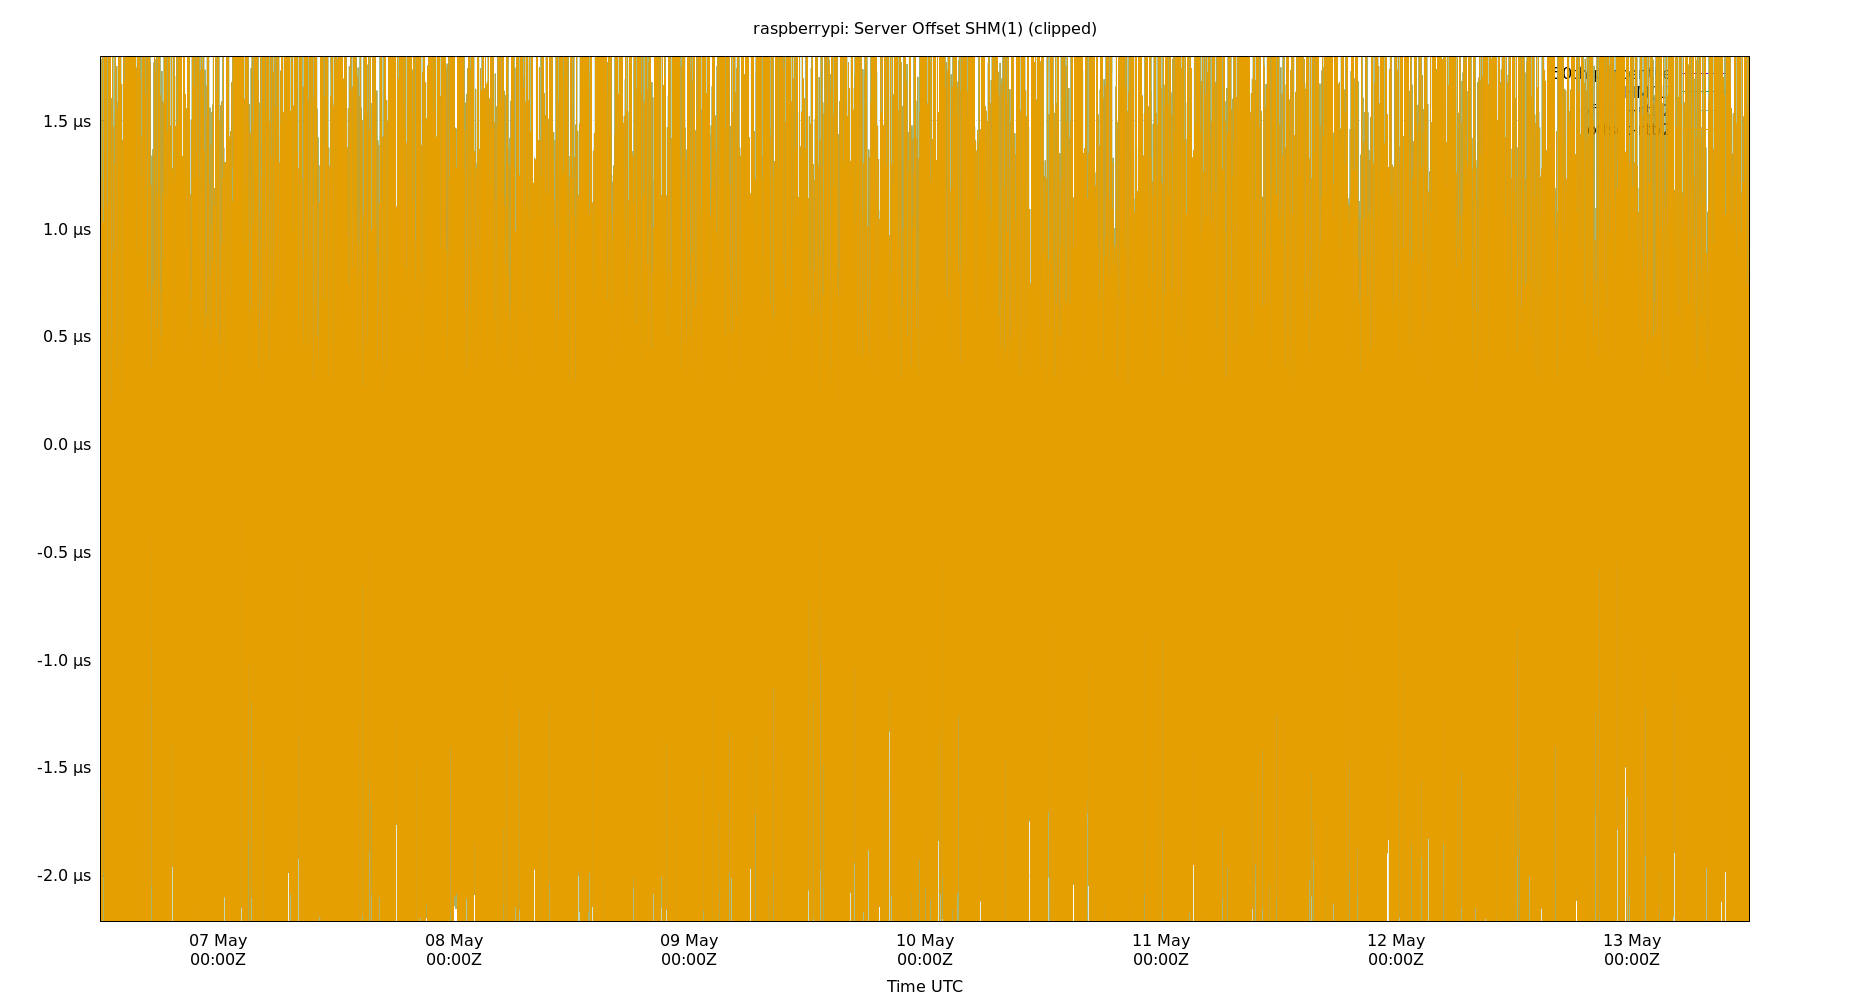 raspberrypi: Server Offset SHM(1) (clipped)
1.5 µs
1.0 µs
0.5 µs
0.0 µs
-0.5 µs
-1.0 µs
-1.5 µs
-2.0 µs
07 May 08 May 09 May 10 May 11 May 12 May 13 May
00:00Z 00:00Z 00:00Z 00:00Z 00:00Z 00:00Z 00:00Z
Time UTC